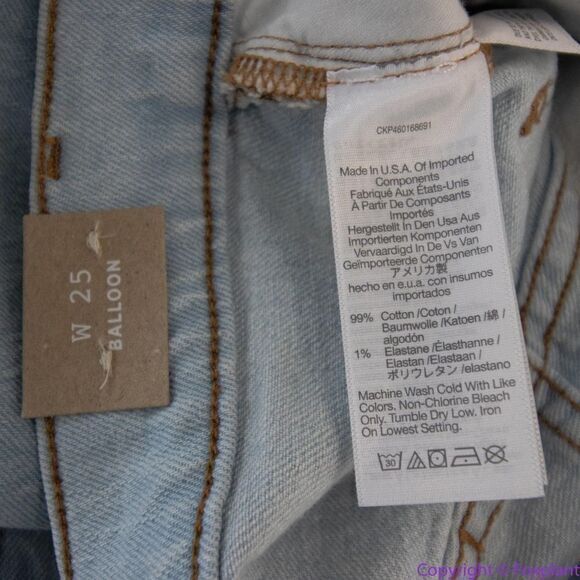 CKP460168691
Made In U.S.A. Of Imported
Components
Fabriqué Aux États-Unis
À Partir De Composants
Importés
Hergestellt In Den Usa Aus
Importierten Komponenten
Vervaardigd In De Vs Van
Geïmporteerde Componenten
アメリカ製
hecho en e.u.a. con insumos
importados
99% Cotton /Coton/
Baumwolle /Katoen /綿/
algodón
1% Elastane /Élasthanne /
Elastan /Elastaan /
ポリウレタン /elastano
Machine Wash Cold With Like
Colors. Non-Chlorine Bleach
Only. Tumble Dry Low. Iron
On Lowest Setting.
30
W 25
BALLOON
Copyright © Foxplant